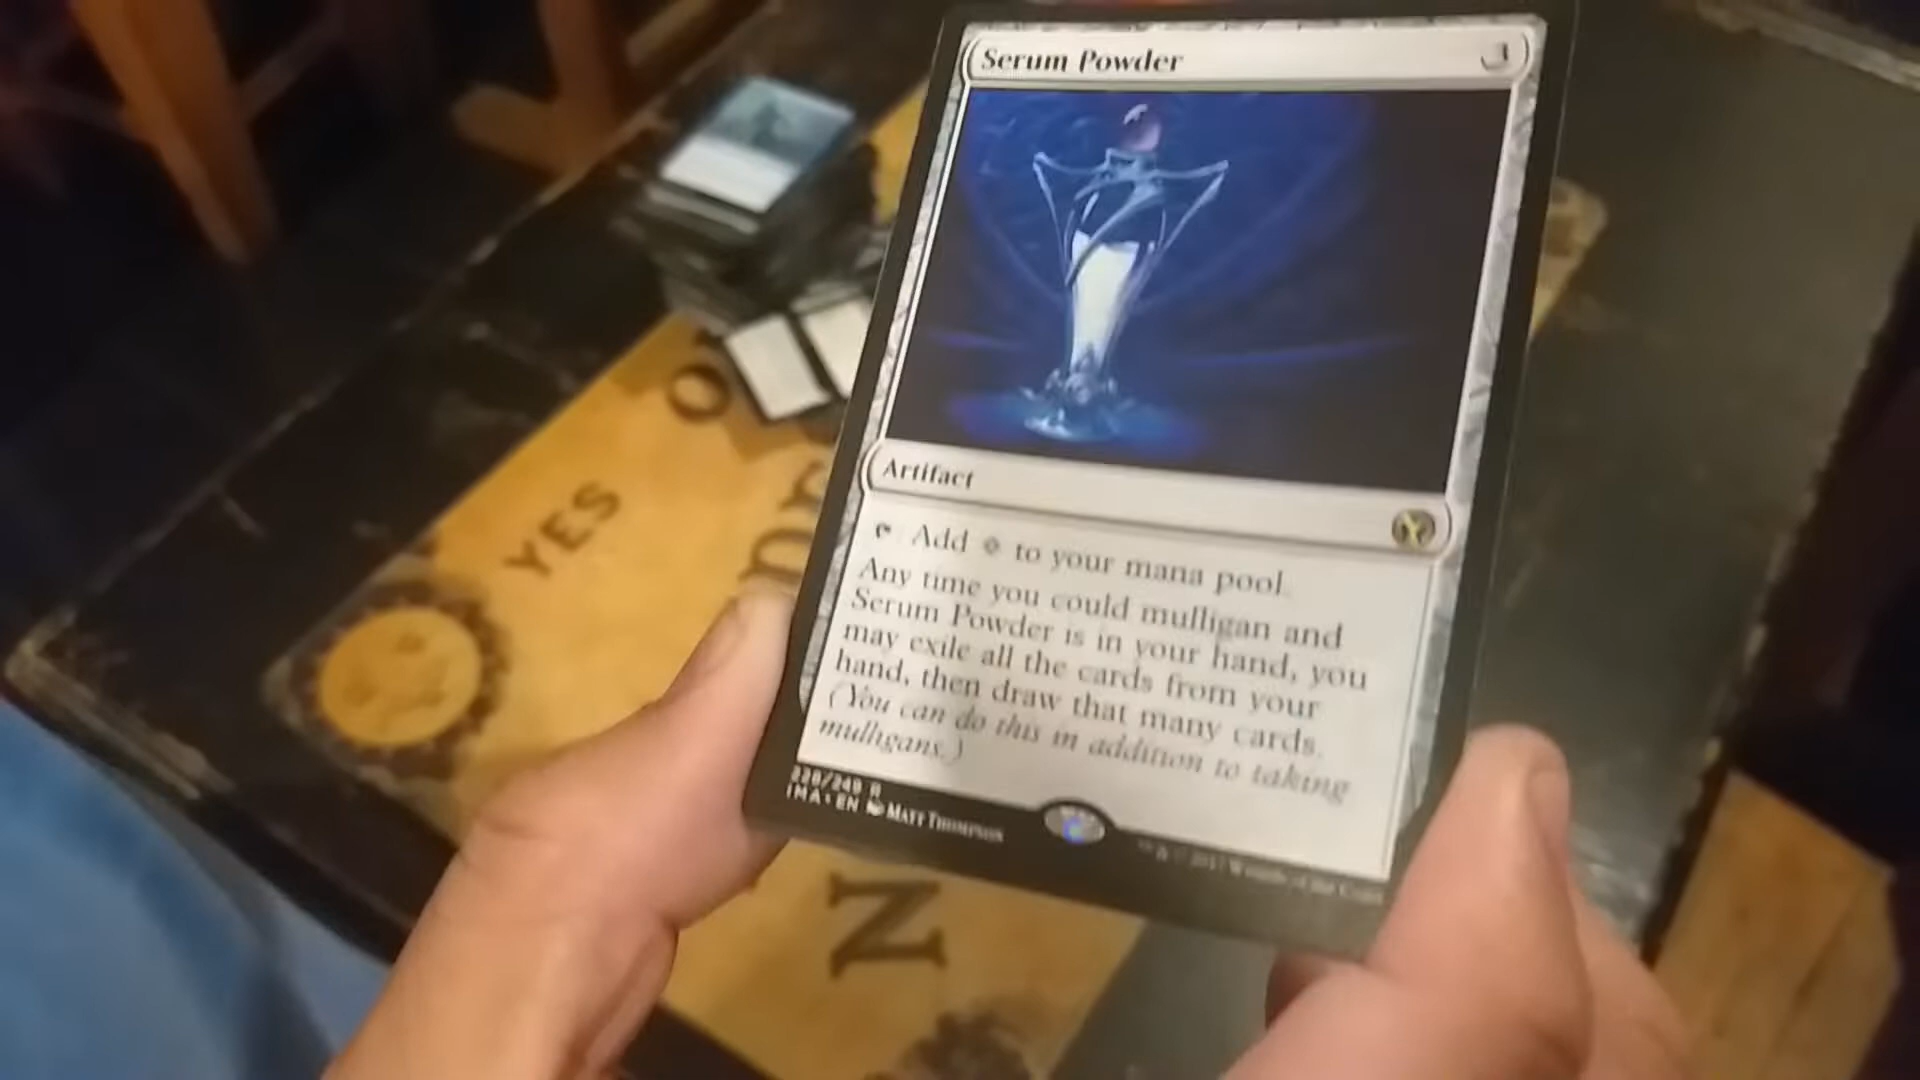 Serum Powder
Artifact
Add to your mana pool.
Any time you could mulligan and
Serum Powder is in your hand, you
may exile all the cards from your
hand, then draw that many cards.
(You can do this in addition to taking
mulligans.)
R
IMA • EN MATT THOMPSON
YES
N